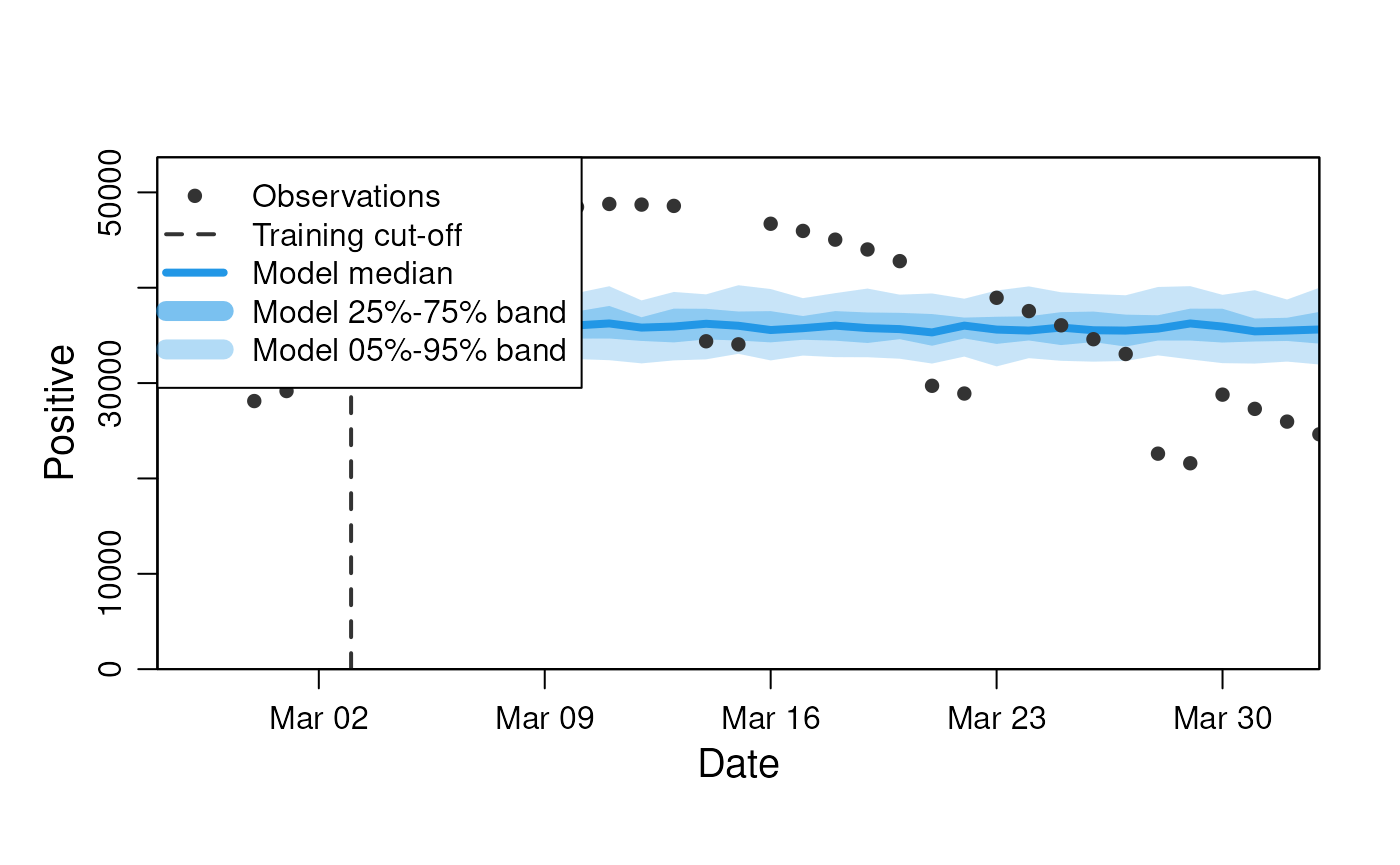 Observations
Training cut-off
Model median
Model 25%-75% band
Model 05%-95% band
50000
30000
10000
0
Positive
Mar 02
Mar 09
Mar 16
Mar 23
Mar 30
Date